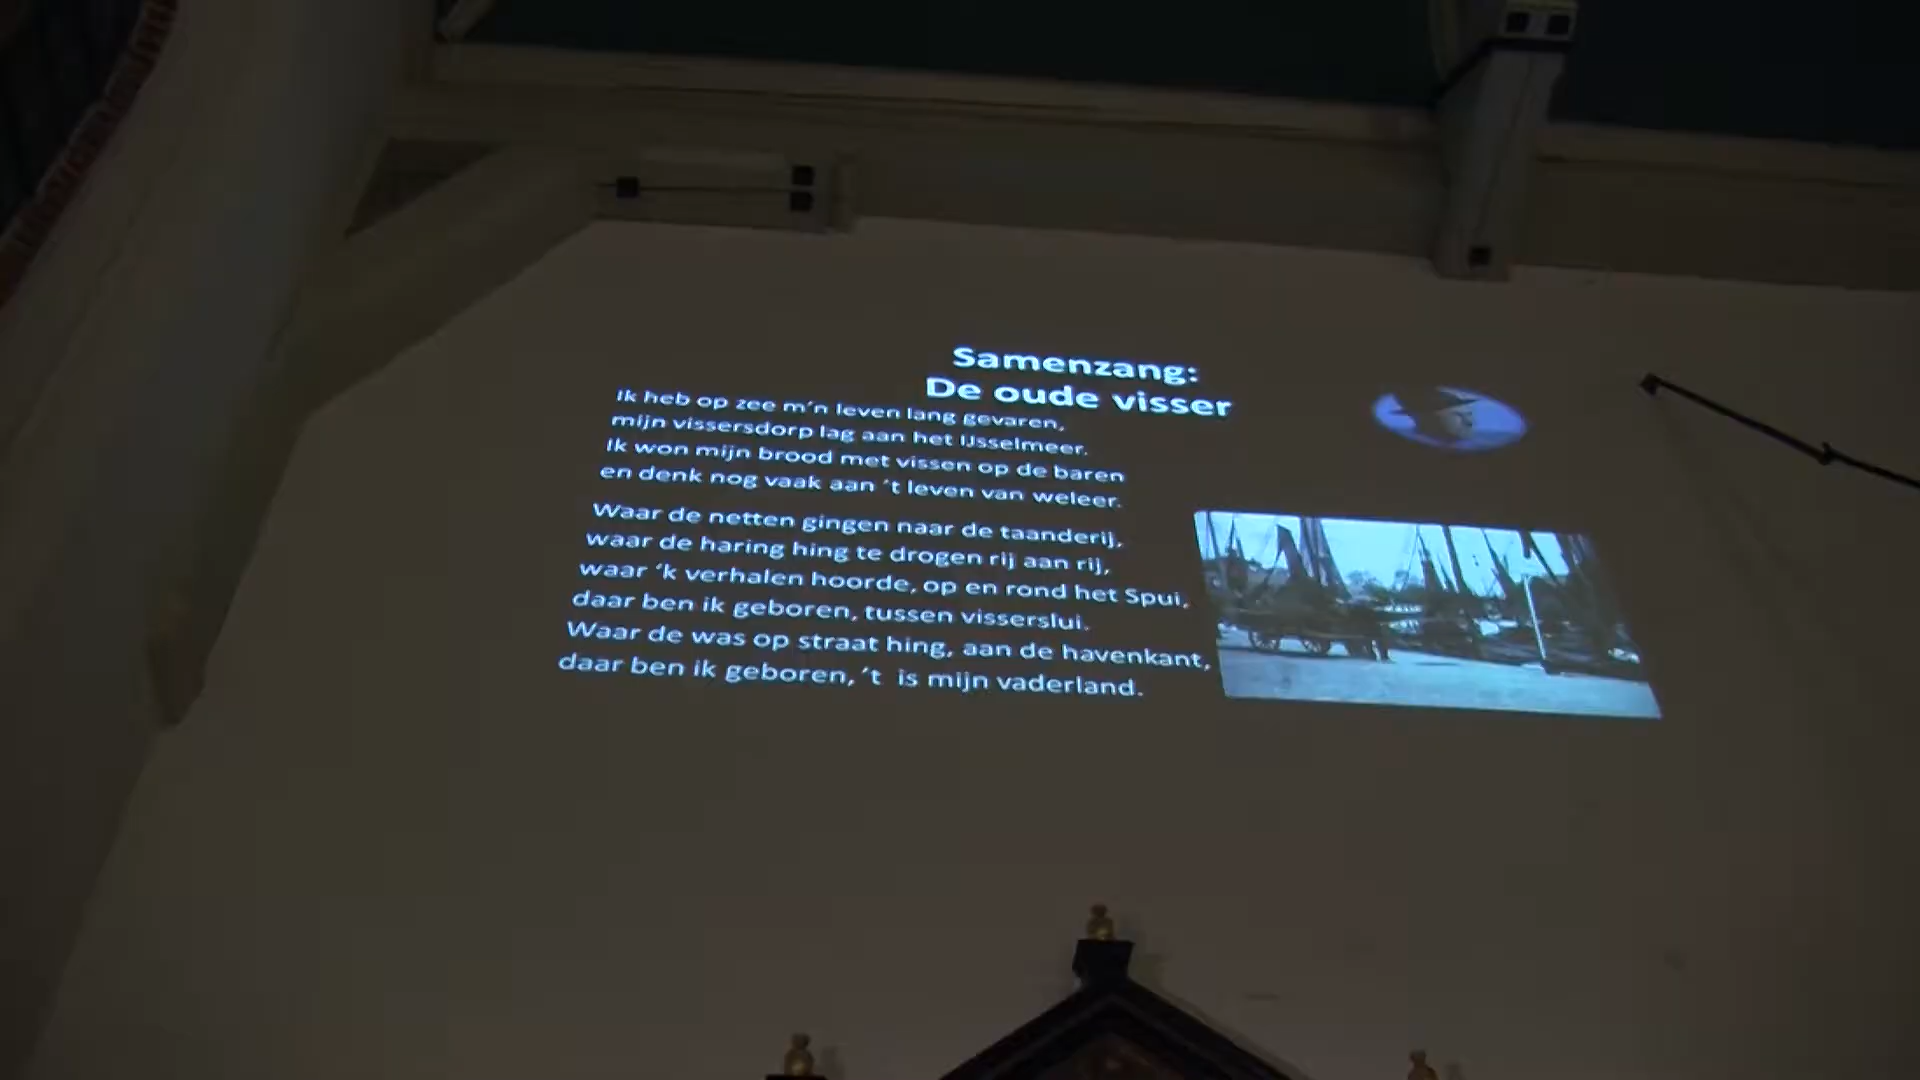 Samenzang:
De oude visser
Ik heb op zee m'n leven lang gevaren,
mijn vissersdorp lag aan het IJsselmeer.
Ik won mijn brood met vissen op de baren
en denk nog vaak aan 't leven van weleer.
Waar de netten gingen naar de taanderij,
waar de haring hing te drogen rij aan rij,
waar 'k verhalen hoorde, op en rond het Spui,
daar ben ik geboren, tussen visserslui.
Waar de was op straat hing, aan de havenkant,
daar ben ik geboren, 't is mijn vaderland.